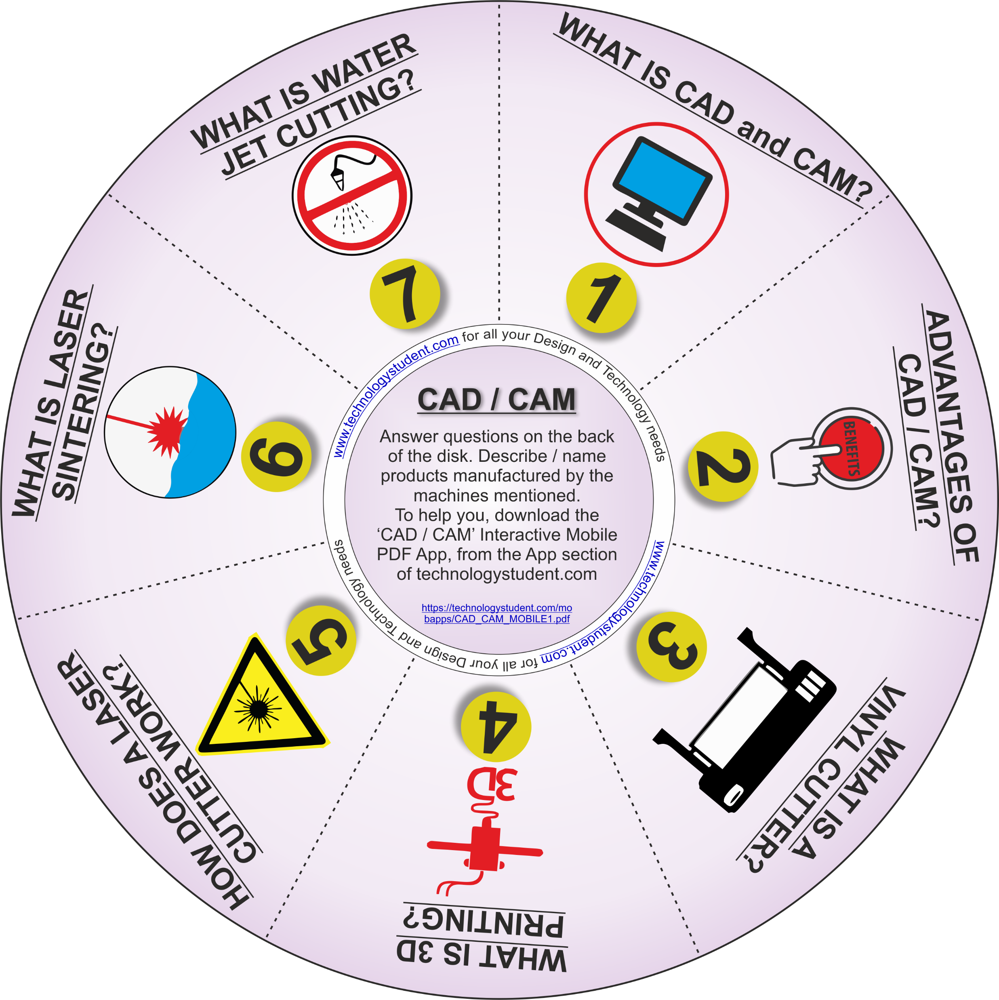 WHAT IS CAD and CAM?
1
ADVANTAGES OF
CAD / CAM?
BENEFITS
2
WHAT IS A
VINYL CUTTER?
3
WHAT IS 3D
PRINTING?
3D
4
HOW DOES A LASER
CUTTER WORK?
5
WHAT IS LASER
SINTERING?
6
WHAT IS WATER
JET CUTTING?
7
www.technologystudent.com for all your Design and Technology needs
www.technologystudent.com for all your Design and Technology needs
CAD / CAM
Answer questions on the back
of the disk. Describe / name
products manufactured by the
machines mentioned.
To help you, download the
‘CAD / CAM’ Interactive Mobile
PDF App, from the App section
of technologystudent.com
https://technologystudent.com/mo
bapps/CAD_CAM_MOBILE1.pdf